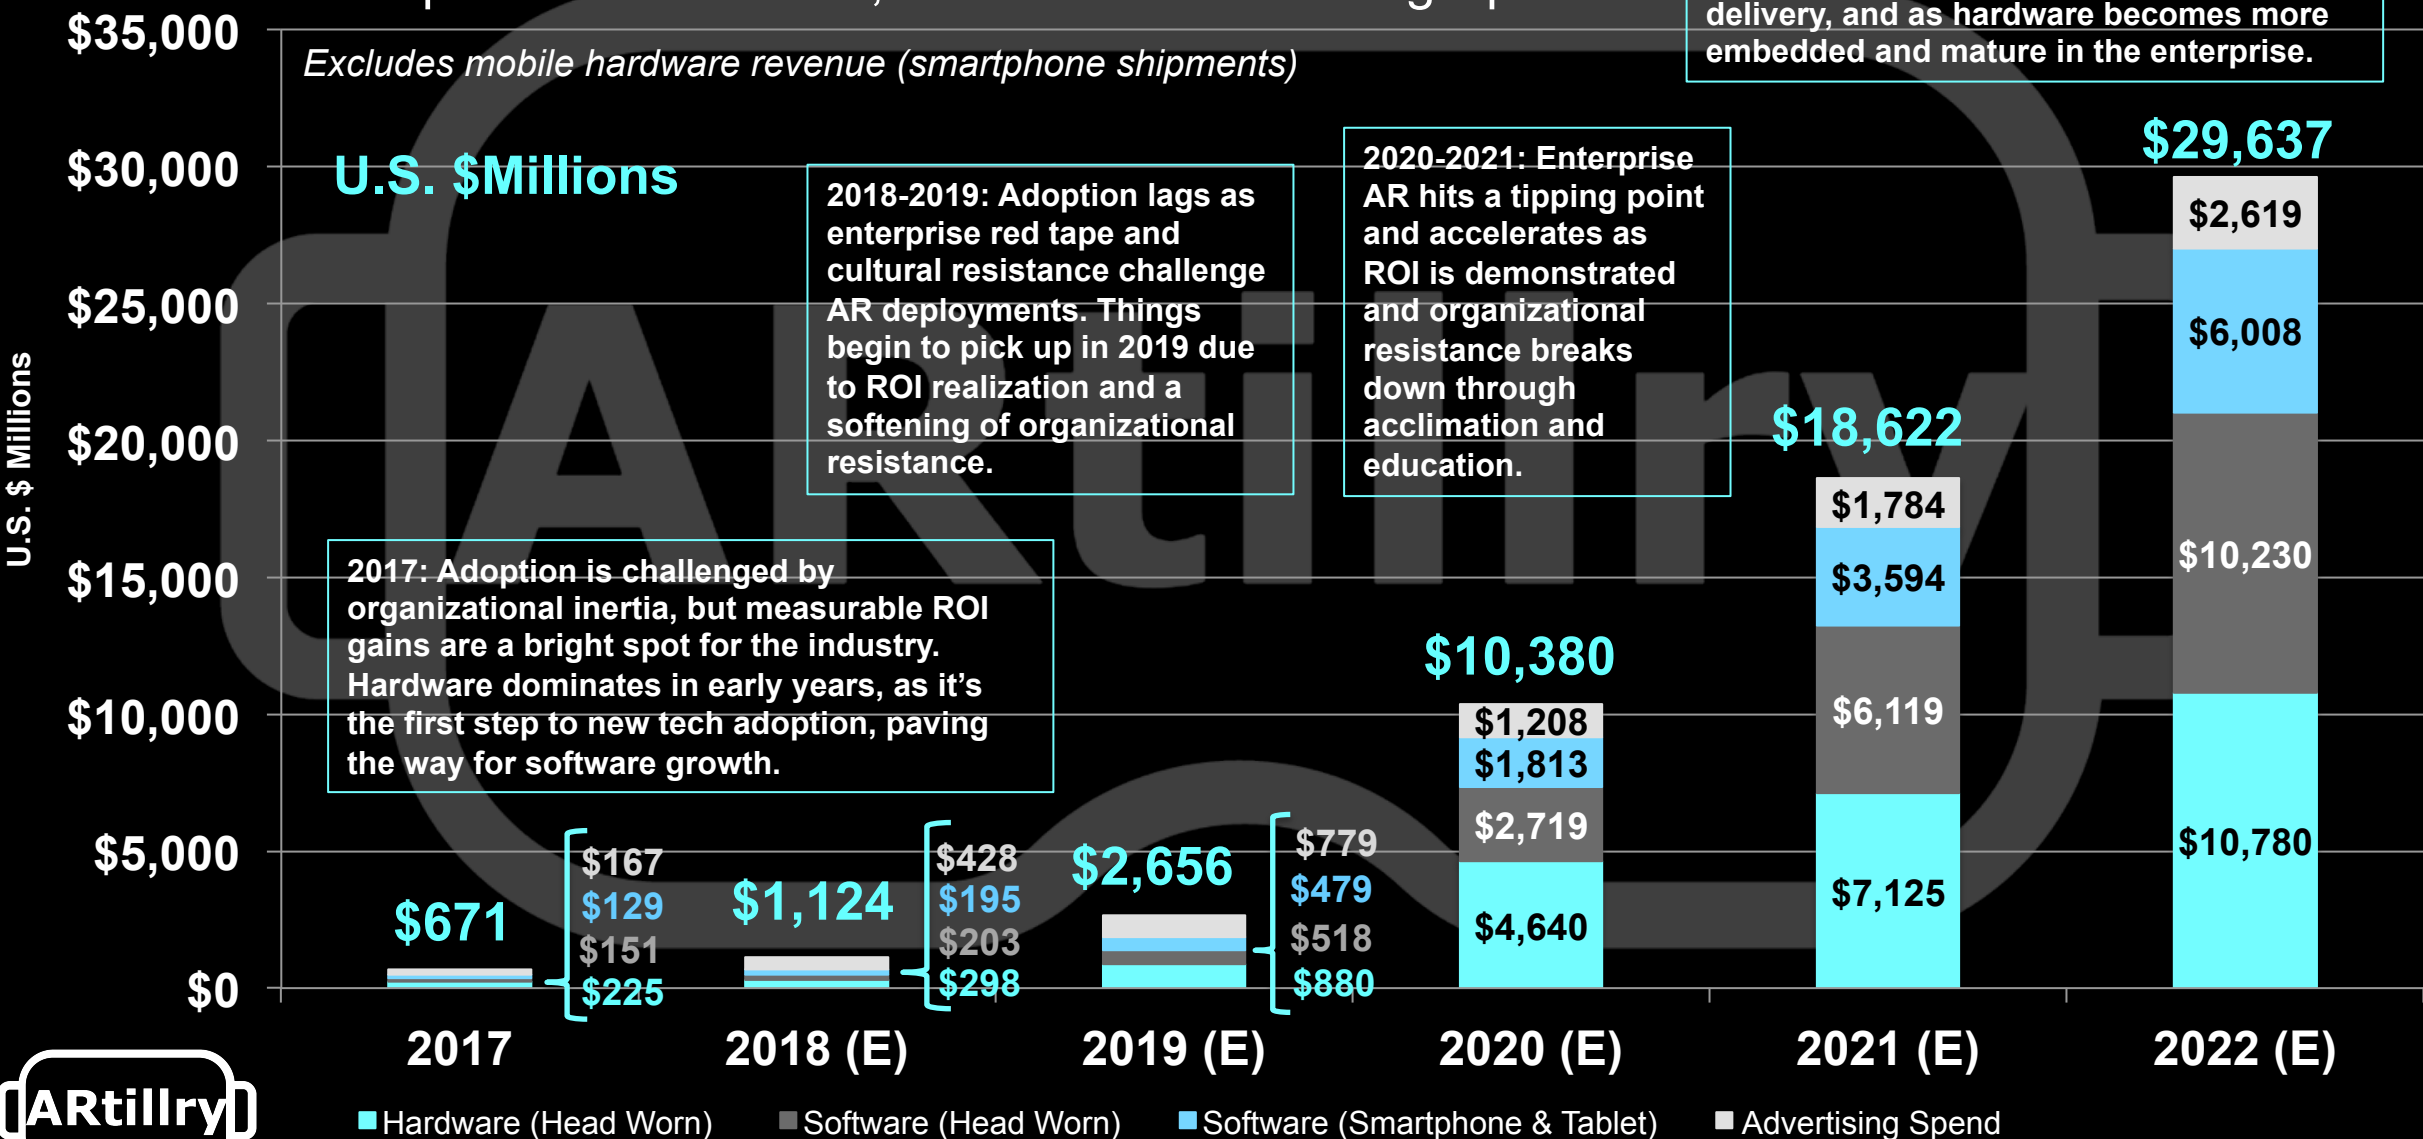 delivery, and as hardware becomes more
embedded and mature in the enterprise.
Excludes mobile hardware revenue (smartphone shipments)
U.S. $Millions
U.S. $ Millions
$35,000
$30,000
$25,000
$20,000
$15,000
$10,000
$5,000
$0
2017: Adoption is challenged by
organizational inertia, but measurable ROI
gains are a bright spot for the industry.
Hardware dominates in early years, as it's
the first step to new tech adoption, paving
the way for software growth.
2018-2019: Adoption lags as
enterprise red tape and
cultural resistance challenge
AR deployments. Things
begin to pick up in 2019 due
to ROI realization and a
softening of organizational
resistance.
2020-2021: Enterprise
AR hits a tipping point
and accelerates as
ROI is demonstrated
and organizational
resistance breaks
down through
acclimation and
education.
ARtillry
$671
$167
$129
$151
$225
$1,124
$428
$195
$203
$298
$2,656
$779
$479
$518
$880
$10,380
$1,208
$1,813
$2,719
$4,640
$18,622
$1,784
$3,594
$6,119
$7,125
$29,637
$2,619
$6,008
$10,230
$10,780
2017
2018 (E)
2019 (E)
2020 (E)
2021 (E)
2022 (E)
ARtillry
Hardware (Head Worn)
Software (Head Worn)
Software (Smartphone & Tablet)
Advertising Spend